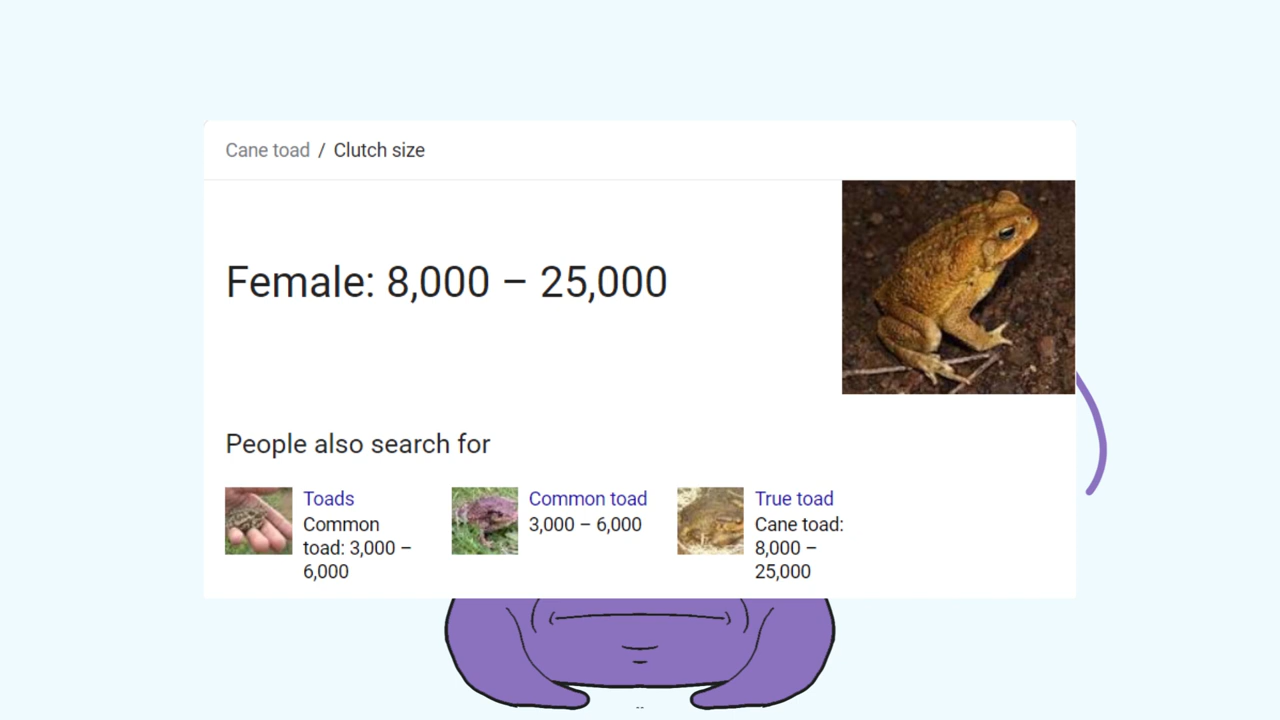 Cane toad / Clutch size
Female: 8,000 – 25,000
People also search for
Toads
Common
toad: 3,000 –
6,000
Common toad
3,000 – 6,000
True toad
Cane toad:
8,000 –
25,000